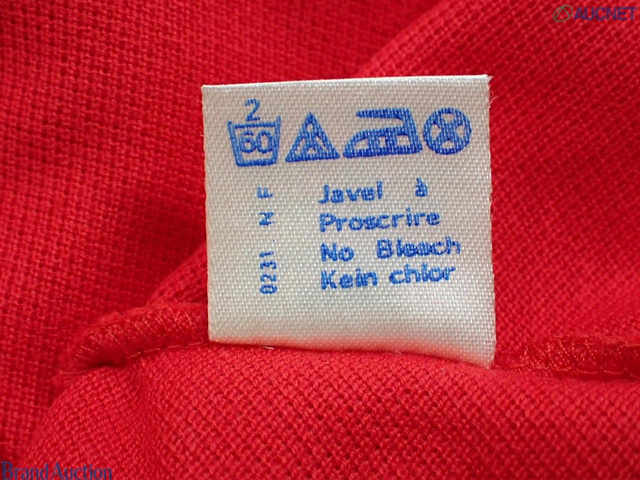 AUCNET
2
60
Javel à
Proscrire
No Bleach
Kein chlor
0231 N F
Brand Auction